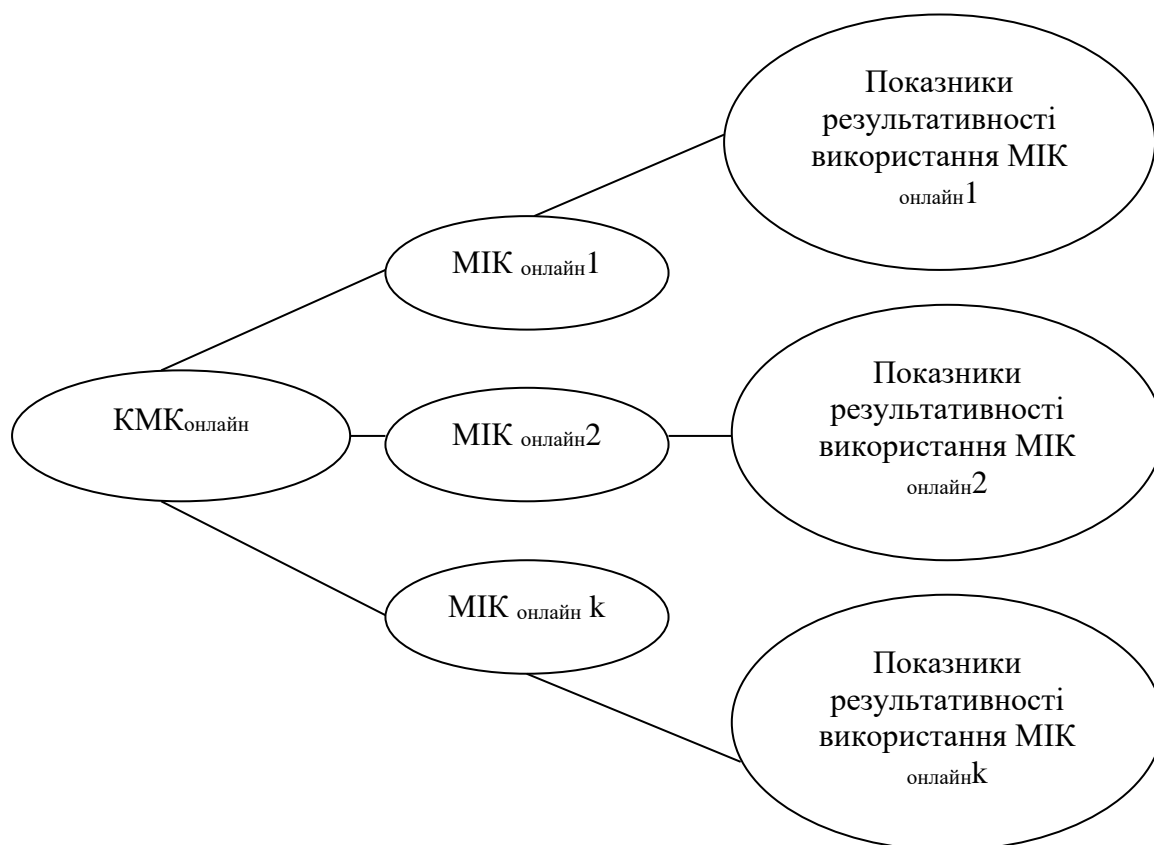 Показники
результативності
використання МІК
онлайн1
МІК онлайн1
КМКонлайн
МІК онлайн2
Показники
результативності
використання МІК
онлайн2
МІК онлайн k
Показники
результативності
використання МІК
онлайнk